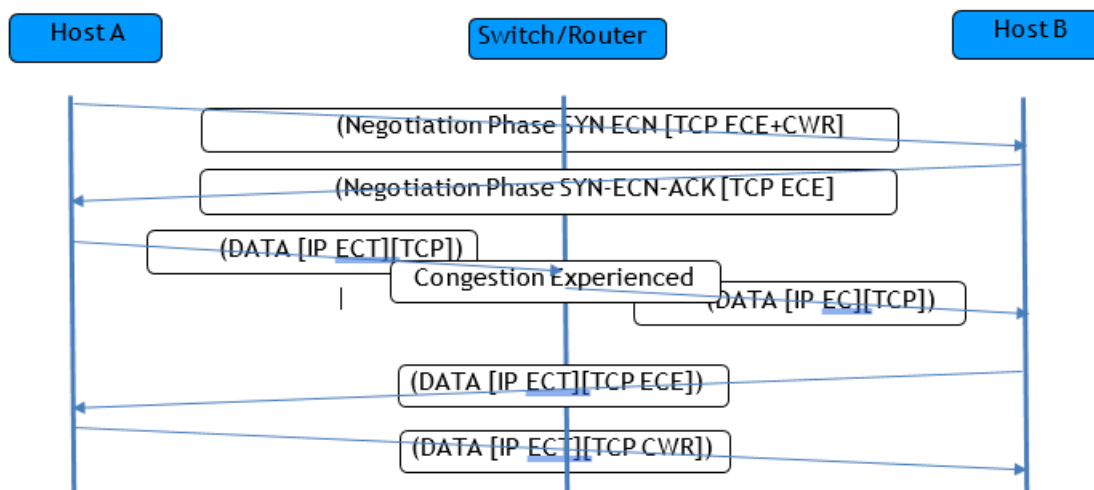 Host A
Switch/Router
Host B
(Negotiation Phase SYN ECN [TCP ECE+CWR]
(Negotiation Phase SYN-ECN-ACK [TCP ECE]
(DATA [IP ECT][TCP])
Congestion Experienced
(DATA [IP EC][TCP])
(DATA [IP ECT][TCP ECE])
(DATA [IP ECT][TCP CWR])